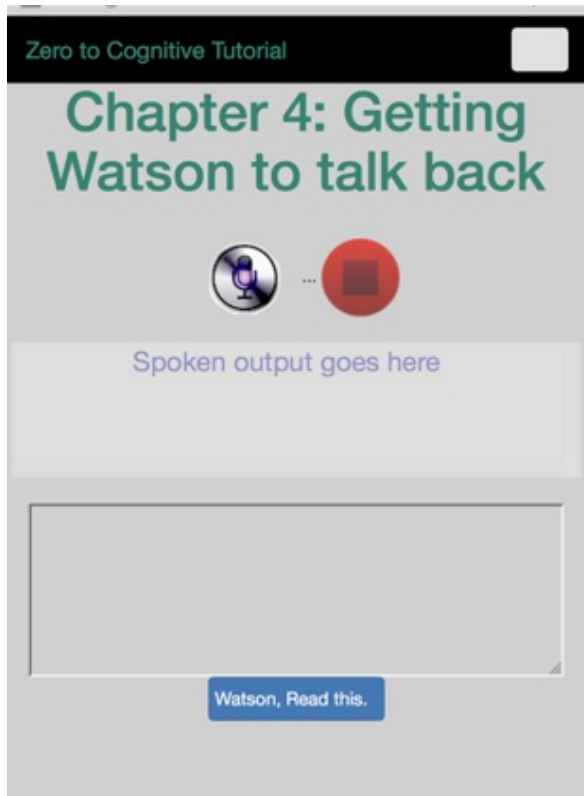 Zero to Cognitive Tutorial
Chapter 4: Getting
Watson to talk back
...
Spoken output goes here
Watson, Read this.